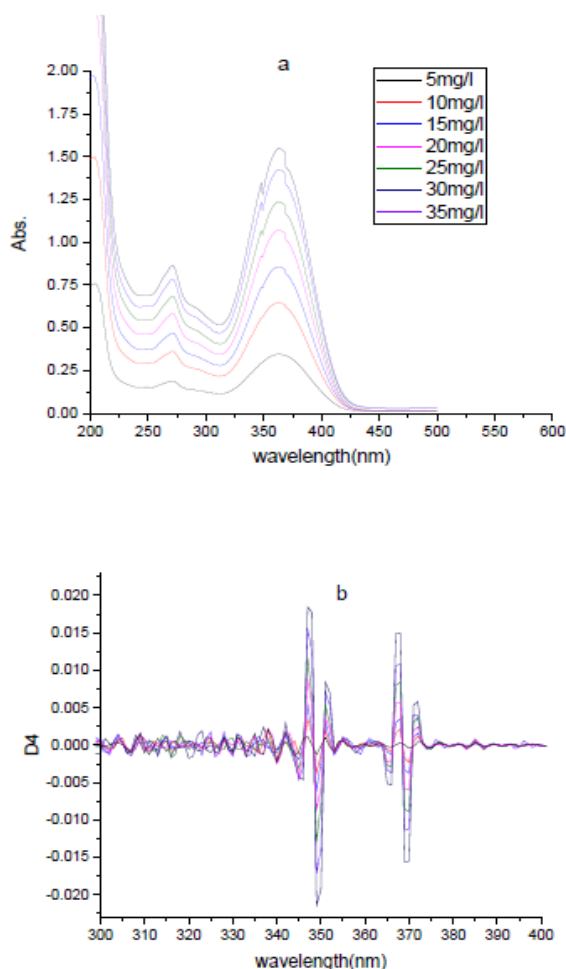 a
2.00
1.75
1.50
1.25
1.00
0.75
0.50
0.25
0.00
Abs.
5mg/l
10mg/l
15mg/l
20mg/l
25mg/l
30mg/l
35mg/l
200 250 300 350 400 450 500 550 600
wavelength(nm)
b
0.020
0.015
0.010
0.005
0.000
-0.005
-0.010
-0.015
-0.020
D4
300 310 320 330 340 350 360 370 380 390 400
wavelength(nm)